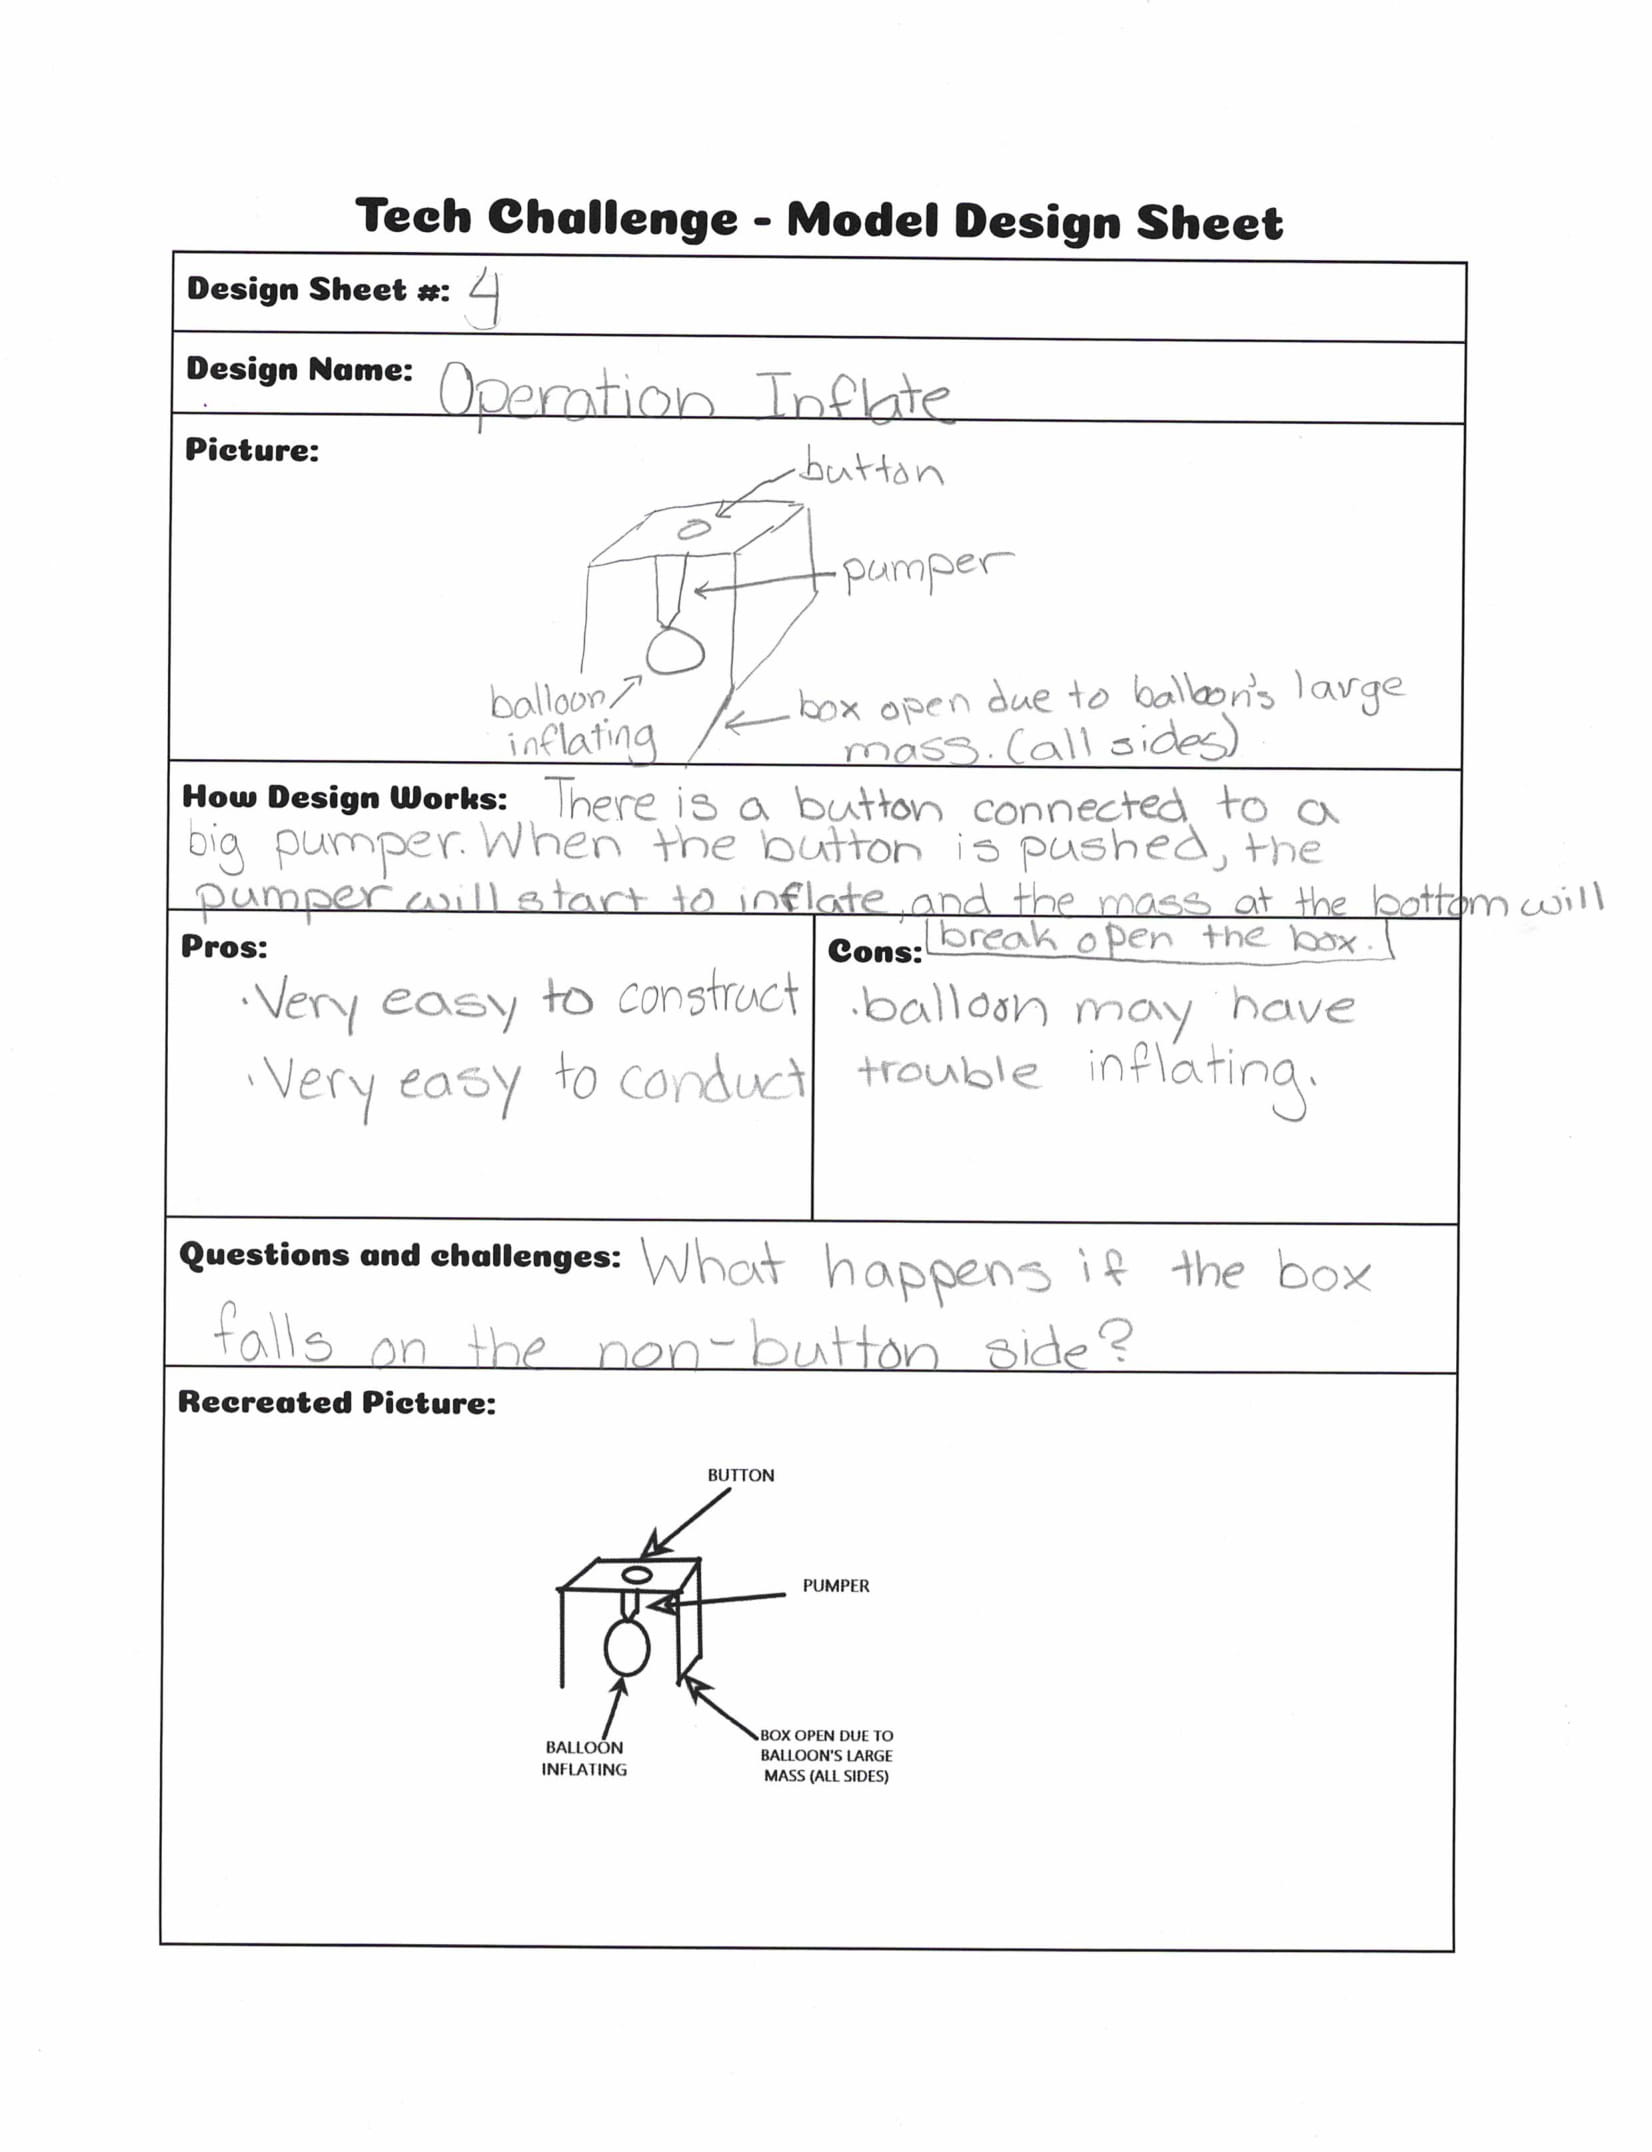 Tech Challenge - Model Design Sheet
Design Sheet #: 4
Design Name: Operation Inflate
Picture:
button
pumper
balloon
inflating
box open due to balloon's large
mass. (all sides)
How Design Works: There is a button connected to a
big pumper. When the button is pushed, the
pumper will start to inflate, and the mass at the bottom will
break open the box.
Pros:
·Very easy to construct
·Very easy to conduct
Cons:
·balloon may have
trouble inflating.
Questions and challenges: What happens if the box
falls on the non-button side?
Recreated Picture:
BUTTON
PUMPER
BALLOON
INFLATING
BOX OPEN DUE TO
BALLOON'S LARGE
MASS (ALL SIDES)